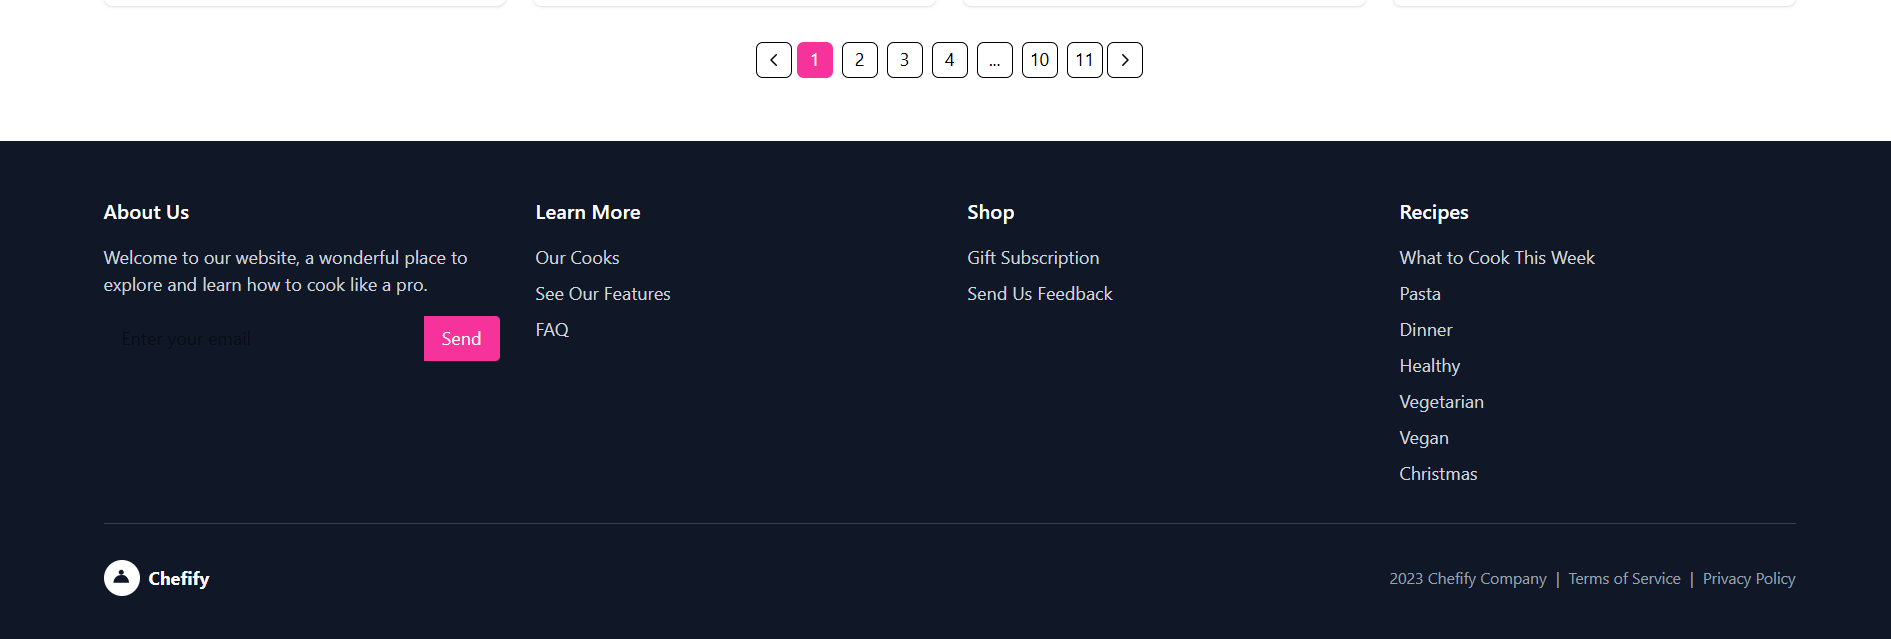 1 2 3 4 ... 10 11
About Us
Welcome to our website, a wonderful place to
explore and learn how to cook like a pro.
Enter your email
Send
Learn More
Our Cooks
See Our Features
FAQ
Shop
Gift Subscription
Send Us Feedback
Recipes
What to Cook This Week
Pasta
Dinner
Healthy
Vegetarian
Vegan
Christmas
Chefify
2023 Chefify Company | Terms of Service | Privacy Policy